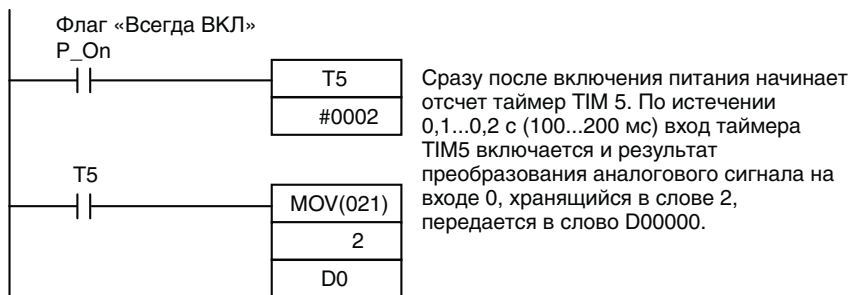 Флаг «Всегда ВКЛ»
P_On
T5
#0002
Сразу после включения питания начинает
отсчет таймер TIM 5. По истечении
0,1...0,2 с (100...200 мс) вход таймера
TIM5 включается и результат
преобразования аналогового сигнала на
входе 0, хранящийся в слове 2,
передается в слово D00000.
T5
MOV(021)
2
D0